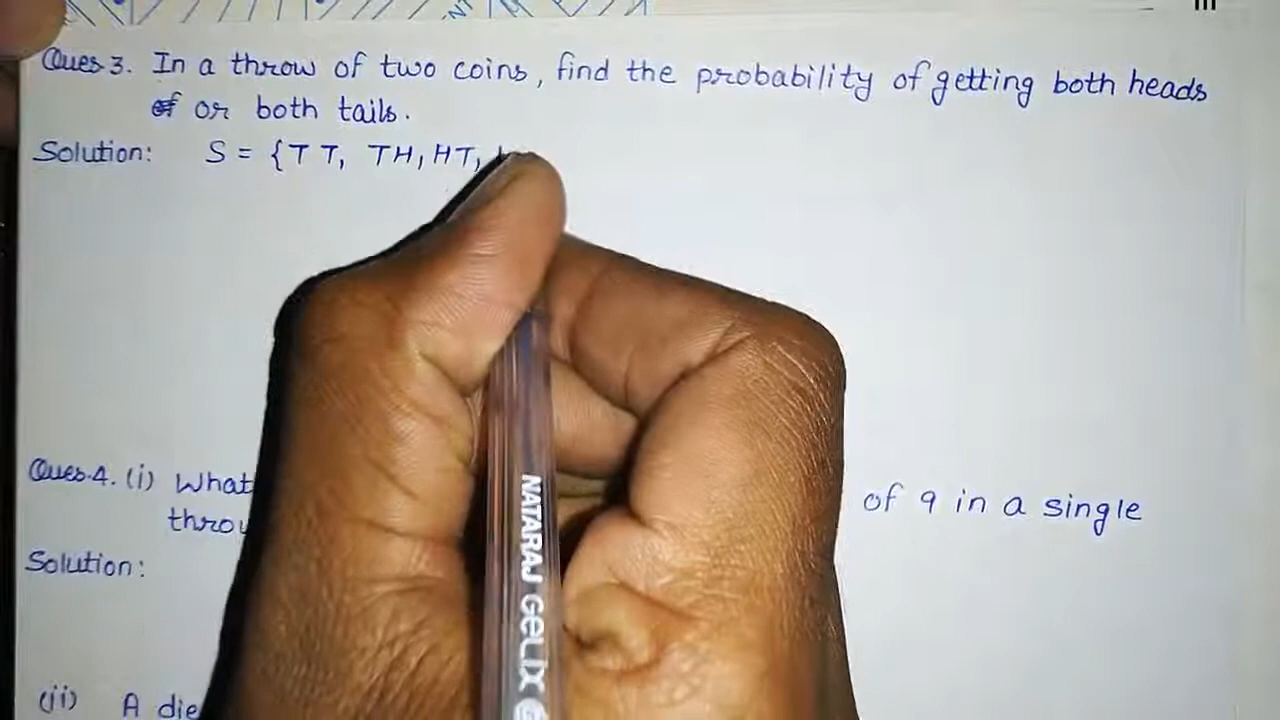 Ques 3. In a throw of two coins, find the probability of getting both heads
or both tails.
Solution: S = {T T, TH, HT,
Ques.4. (i) What of 9 in a single
Solution:
(ii) A die
NATARAJ GELIX